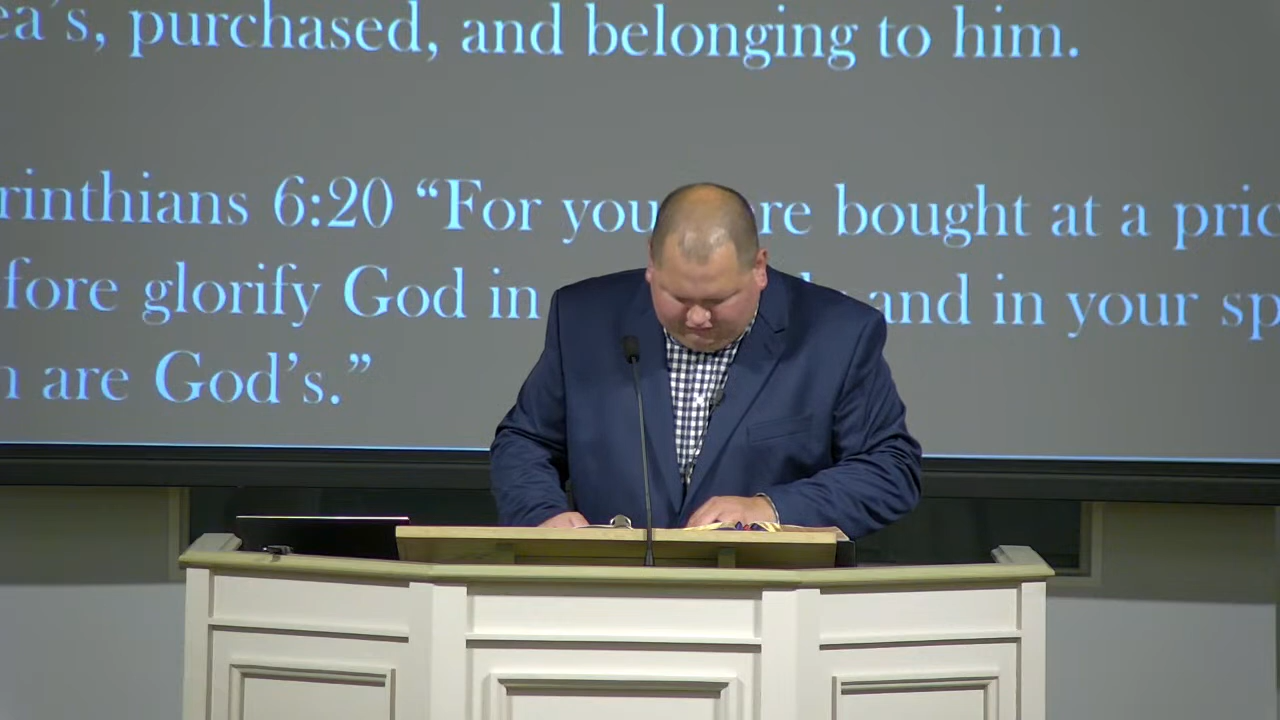 ea´s, purchased, and belonging to him.
rinthians 6:20 “For you re bought at a pric
fore glorify God in and in your sp
n are God’s.”